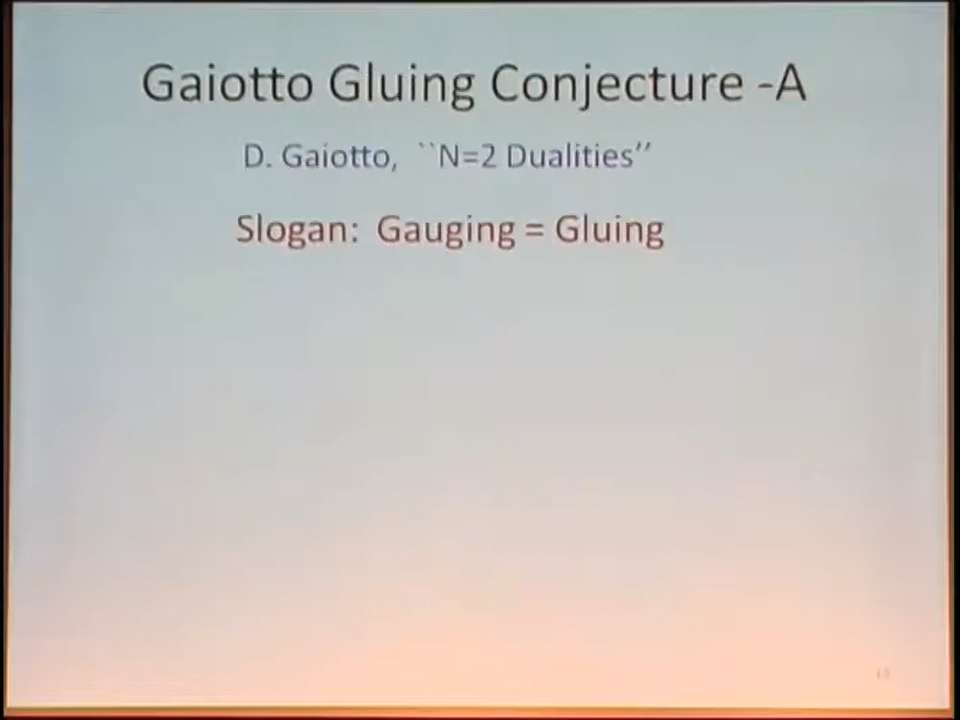 Gaiotto Gluing Conjecture -A
D. Gaiotto, ``N=2 Dualities’’
Slogan: Gauging = Gluing